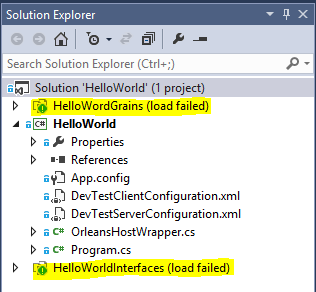 Solution Explorer
Search Solution Explorer (Ctrl+;)
Solution 'HelloWorld' (1 project)
HelloWordGrains (load failed)
C# HelloWorld
Properties
References
App.config
DevTestClientConfiguration.xml
DevTestServerConfiguration.xml
C# OrleansHostWrapper.cs
C# Program.cs
HelloWorldInterfaces (load failed)